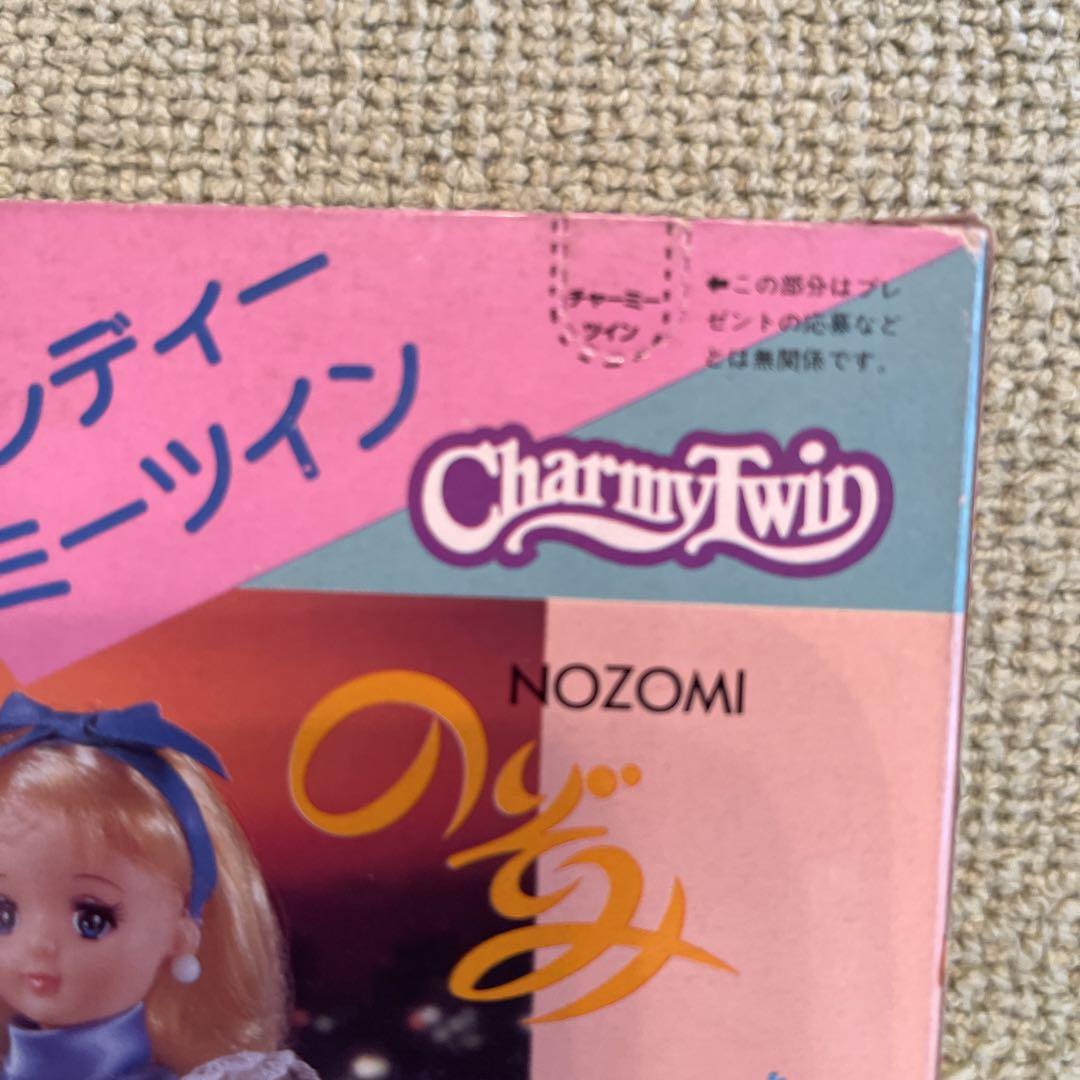 ンディー
ミーツイン
チャーミー
ツイン
⬅この部分はプレ
ゼントの応募など
とは無関係です。
CharmyTwin
NOZOMI
のぞみ